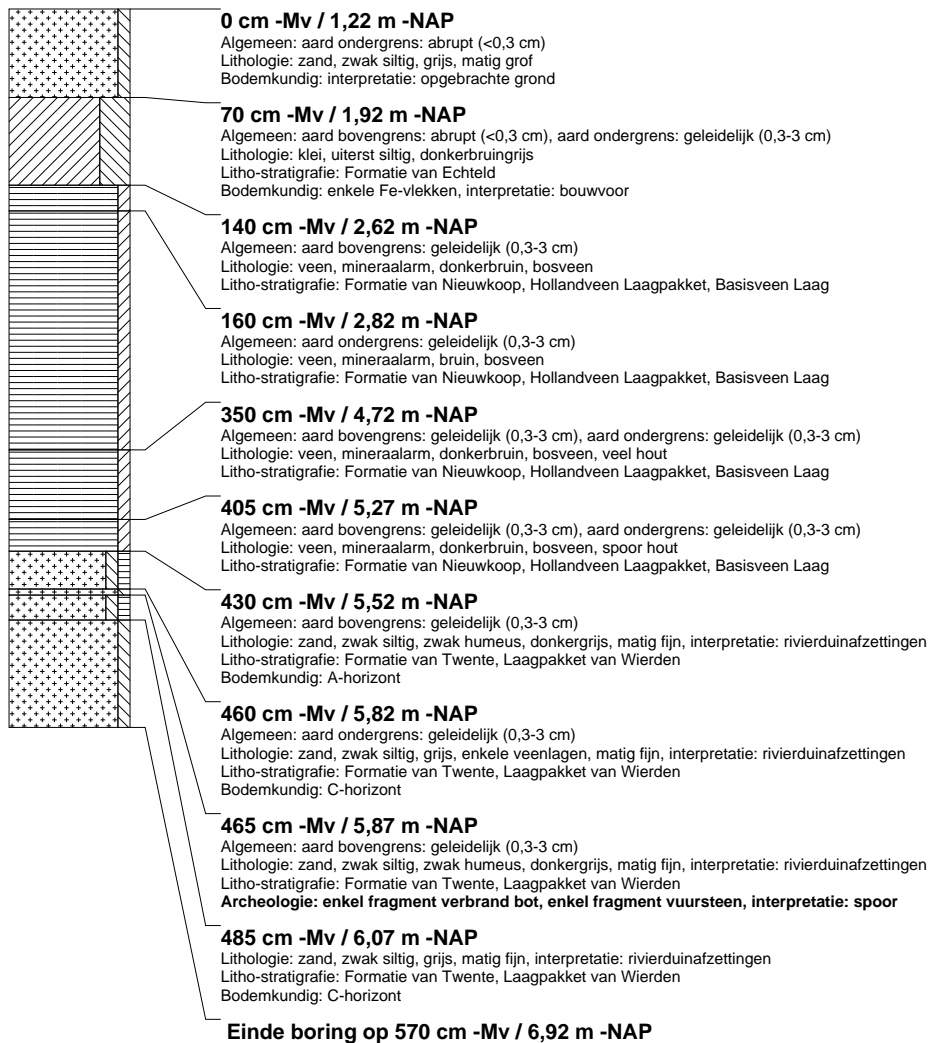 0 cm -Mv / 1,22 m -NAP
Algemeen: aard ondergrens: abrupt (<0,3 cm)
Lithologie: zand, zwak siltig, grijs, matig grof
Bodemkundig: interpretatie: opgebrachte grond
70 cm -Mv / 1,92 m -NAP
Algemeen: aard bovengrens: abrupt (<0,3 cm), aard ondergrens: geleidelijk (0,3-3 cm)
Lithologie: klei, uiterst siltig, donkerbruingrijs
Litho-stratigrafie: Formatie van Echteld
Bodemkundig: enkele Fe-vlekken, interpretatie: bouwvoor
140 cm -Mv / 2,62 m -NAP
Algemeen: aard bovengrens: geleidelijk (0,3-3 cm)
Lithologie: veen, mineraalarm, donkerbruin, bosveen
Litho-stratigrafie: Formatie van Nieuwkoop, Hollandveen Laagpakket, Basisveen Laag
160 cm -Mv / 2,82 m -NAP
Algemeen: aard ondergrens: geleidelijk (0,3-3 cm)
Lithologie: veen, mineraalarm, bruin, bosveen
Litho-stratigrafie: Formatie van Nieuwkoop, Hollandveen Laagpakket, Basisveen Laag
350 cm -Mv / 4,72 m -NAP
Algemeen: aard bovengrens: geleidelijk (0,3-3 cm), aard ondergrens: geleidelijk (0,3-3 cm)
Lithologie: veen, mineraalarm, donkerbruin, bosveen, veel hout
Litho-stratigrafie: Formatie van Nieuwkoop, Hollandveen Laagpakket, Basisveen Laag
405 cm -Mv / 5,27 m -NAP
Algemeen: aard bovengrens: geleidelijk (0,3-3 cm), aard ondergrens: geleidelijk (0,3-3 cm)
Lithologie: veen, mineraalarm, donkerbruin, bosveen, spoor hout
Litho-stratigrafie: Formatie van Nieuwkoop, Hollandveen Laagpakket, Basisveen Laag
430 cm -Mv / 5,52 m -NAP
Algemeen: aard bovengrens: geleidelijk (0,3-3 cm)
Lithologie: zand, zwak siltig, zwak humeus, donkergrijs, matig fijn, interpretatie: rivierduinafzettingen
Litho-stratigrafie: Formatie van Twente, Laagpakket van Wierden
Bodemkundig: A-horizont
460 cm -Mv / 5,82 m -NAP
Algemeen: aard ondergrens: geleidelijk (0,3-3 cm)
Lithologie: zand, zwak siltig, grijs, enkele veenlagen, matig fijn, interpretatie: rivierduinafzettingen
Litho-stratigrafie: Formatie van Twente, Laagpakket van Wierden
Bodemkundig: C-horizont
465 cm -Mv / 5,87 m -NAP
Algemeen: aard bovengrens: geleidelijk (0,3-3 cm)
Lithologie: zand, zwak siltig, zwak humeus, donkergrijs, matig fijn, interpretatie: rivierduinafzettingen
Litho-stratigrafie: Formatie van Twente, Laagpakket van Wierden
Archeologie: enkel fragment verbrand bot, enkel fragment vuursteen, interpretatie: spoor
485 cm -Mv / 6,07 m -NAP
Lithologie: zand, zwak siltig, grijs, matig fijn, interpretatie: rivierduinafzettingen
Litho-stratigrafie: Formatie van Twente, Laagpakket van Wierden
Bodemkundig: C-horizont
Einde boring op 570 cm -Mv / 6,92 m -NAP